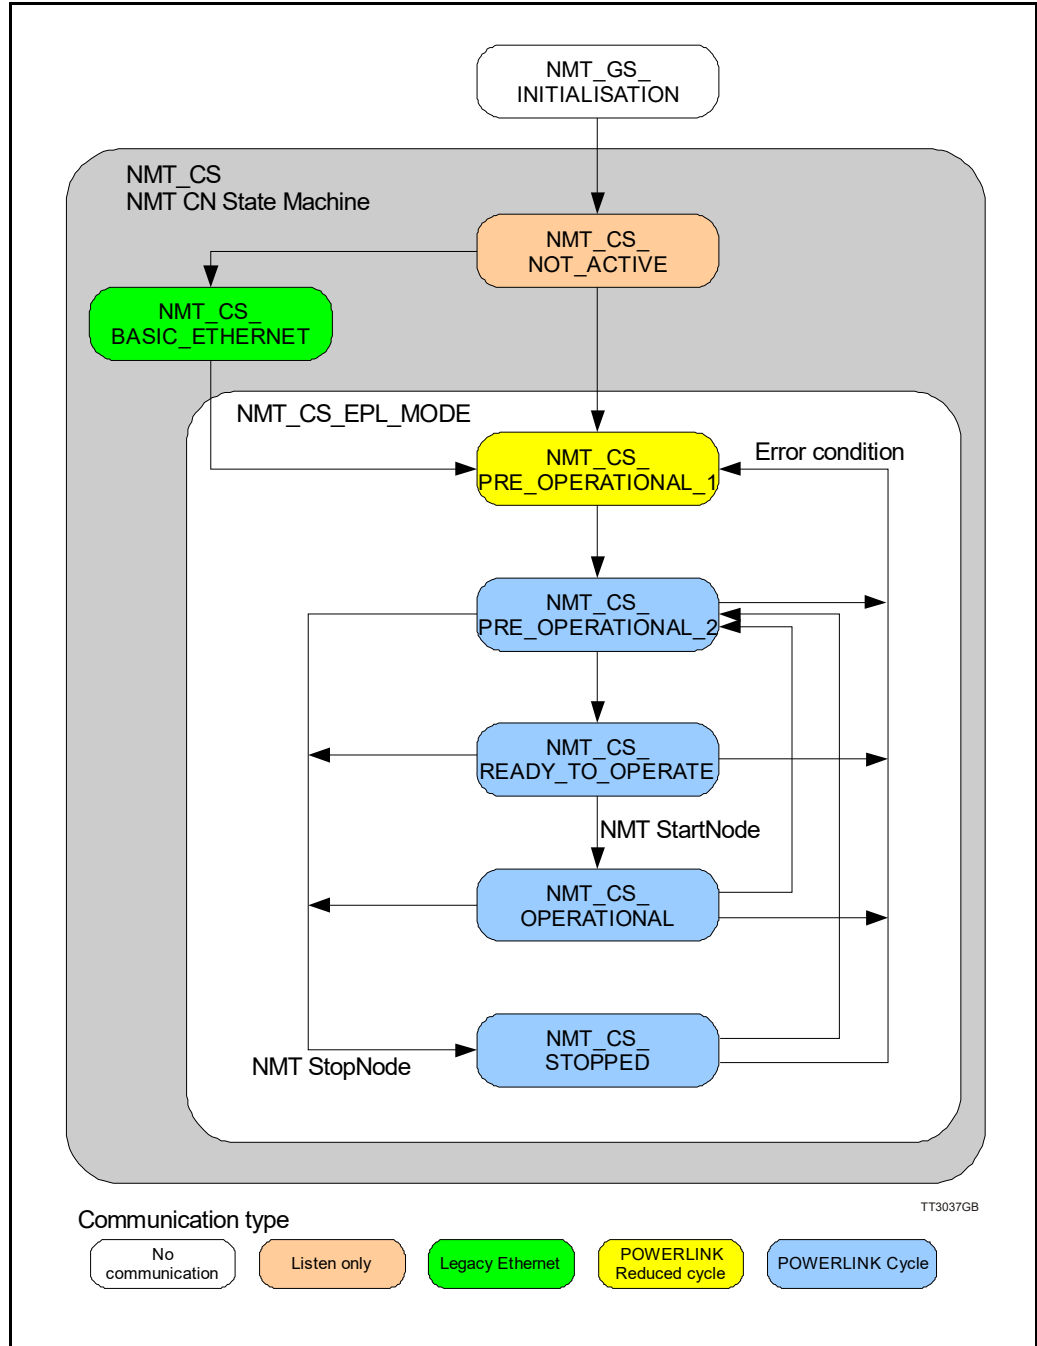 NMT_GS_
INITIALISATION
NMT_CS
NMT CN State Machine
NMT_CS_
NOT_ACTIVE
NMT_CS_
BASIC_ETHERNET
NMT_CS_EPL_MODE
NMT_CS_
PRE_OPERATIONAL_1
Error condition
NMT_CS_
PRE_OPERATIONAL_2
NMT_CS_
READY_TO_OPERATE
NMT StartNode
NMT_CS_
OPERATIONAL
NMT_CS_
STOPPED
NMT StopNode
TT3037GB
Communication type
No
communication
Listen only
Legacy Ethernet
POWERLINK
Reduced cycle
POWERLINK Cycle